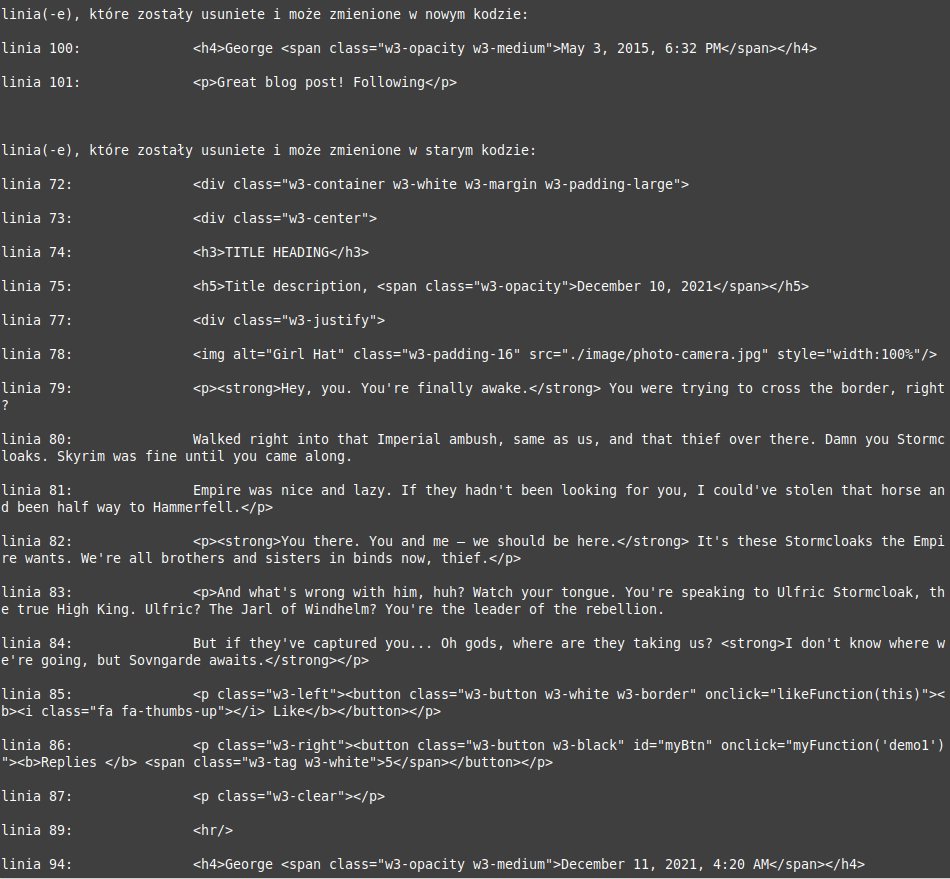 linia(-e), które zostały usuniete i może zmienione w nowym kodzie:
linia 100: <h4>George <span class="w3-opacity w3-medium">May 3, 2015, 6:32 PM</span></h4>
linia 101: <p>Great blog post! Following</p>
linia(-e), które zostały usuniete i może zmienione w starym kodzie:
linia 72: <div class="w3-container w3-white w3-margin w3-padding-large">
linia 73: <div class="w3-center">
linia 74: <h3>TITLE HEADING</h3>
linia 75: <h5>Title description, <span class="w3-opacity">December 10, 2021</span></h5>
linia 77: <div class="w3-justify">
linia 78: <img alt="Girl Hat" class="w3-padding-16" src="./image/photo-camera.jpg" style="width:100%"/>
linia 79: <p><strong>Hey, you. You're finally awake.</strong> You were trying to cross the border, right
?
linia 80: Walked right into that Imperial ambush, same as us, and that thief over there. Damn you Stormc
loaks. Skyrim was fine until you came along.
linia 81: Empire was nice and lazy. If they hadn't been looking for you, I could've stolen that horse an
d been half way to Hammerfell.</p>
linia 82: <p><strong>You there. You and me — we should be here.</strong> It's these Stormcloaks the Empi
re wants. We're all brothers and sisters in binds now, thief.</p>
linia 83: <p>And what's wrong with him, huh? Watch your tongue. You're speaking to Ulfric Stormcloak, th
e true High King. Ulfric? The Jarl of Windhelm? You're the leader of the rebellion.
linia 84: But if they've captured you... Oh gods, where are they taking us? <strong>I don't know where w
e're going, but Sovngarde awaits.</strong></p>
linia 85: <p class="w3-left"><button class="w3-button w3-white w3-border" onclick="likeFunction(this)"><
b><i class="fa fa-thumbs-up"></i> Like</b></button></p>
linia 86: <p class="w3-right"><button class="w3-button w3-black" id="myBtn" onclick="myFunction('demo1')
"><b>Replies </b> <span class="w3-tag w3-white">5</span></button></p>
linia 87: <p class="w3-clear"></p>
linia 89: <hr/>
linia 94: <h4>George <span class="w3-opacity w3-medium">December 11, 2021, 4:20 AM</span></h4>